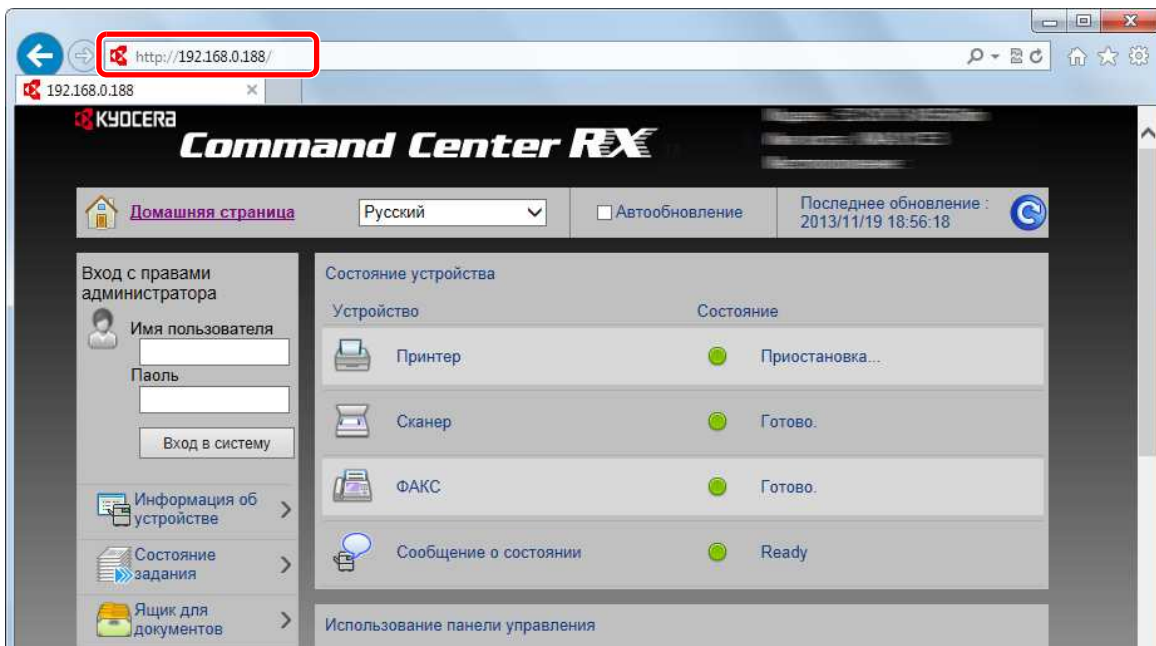 http://192.168.0.188/
192.168.0.188
KYOCERA
Command Center RX
Домашняя страница
Русский
Автообновление
Последнее обновление :
2013/11/19 18:56:18
Вход с правами
администратора
Имя пользователя
Паоль
Вход в систему
Информация об
устройстве
Состояние
задания
Ящик для
документов
Состояние устройства
Устройство Состояние
Принтер Приостановка...
Сканер Готово.
ФАКС Готово.
Сообщение о состоянии Ready
Использование панели управления